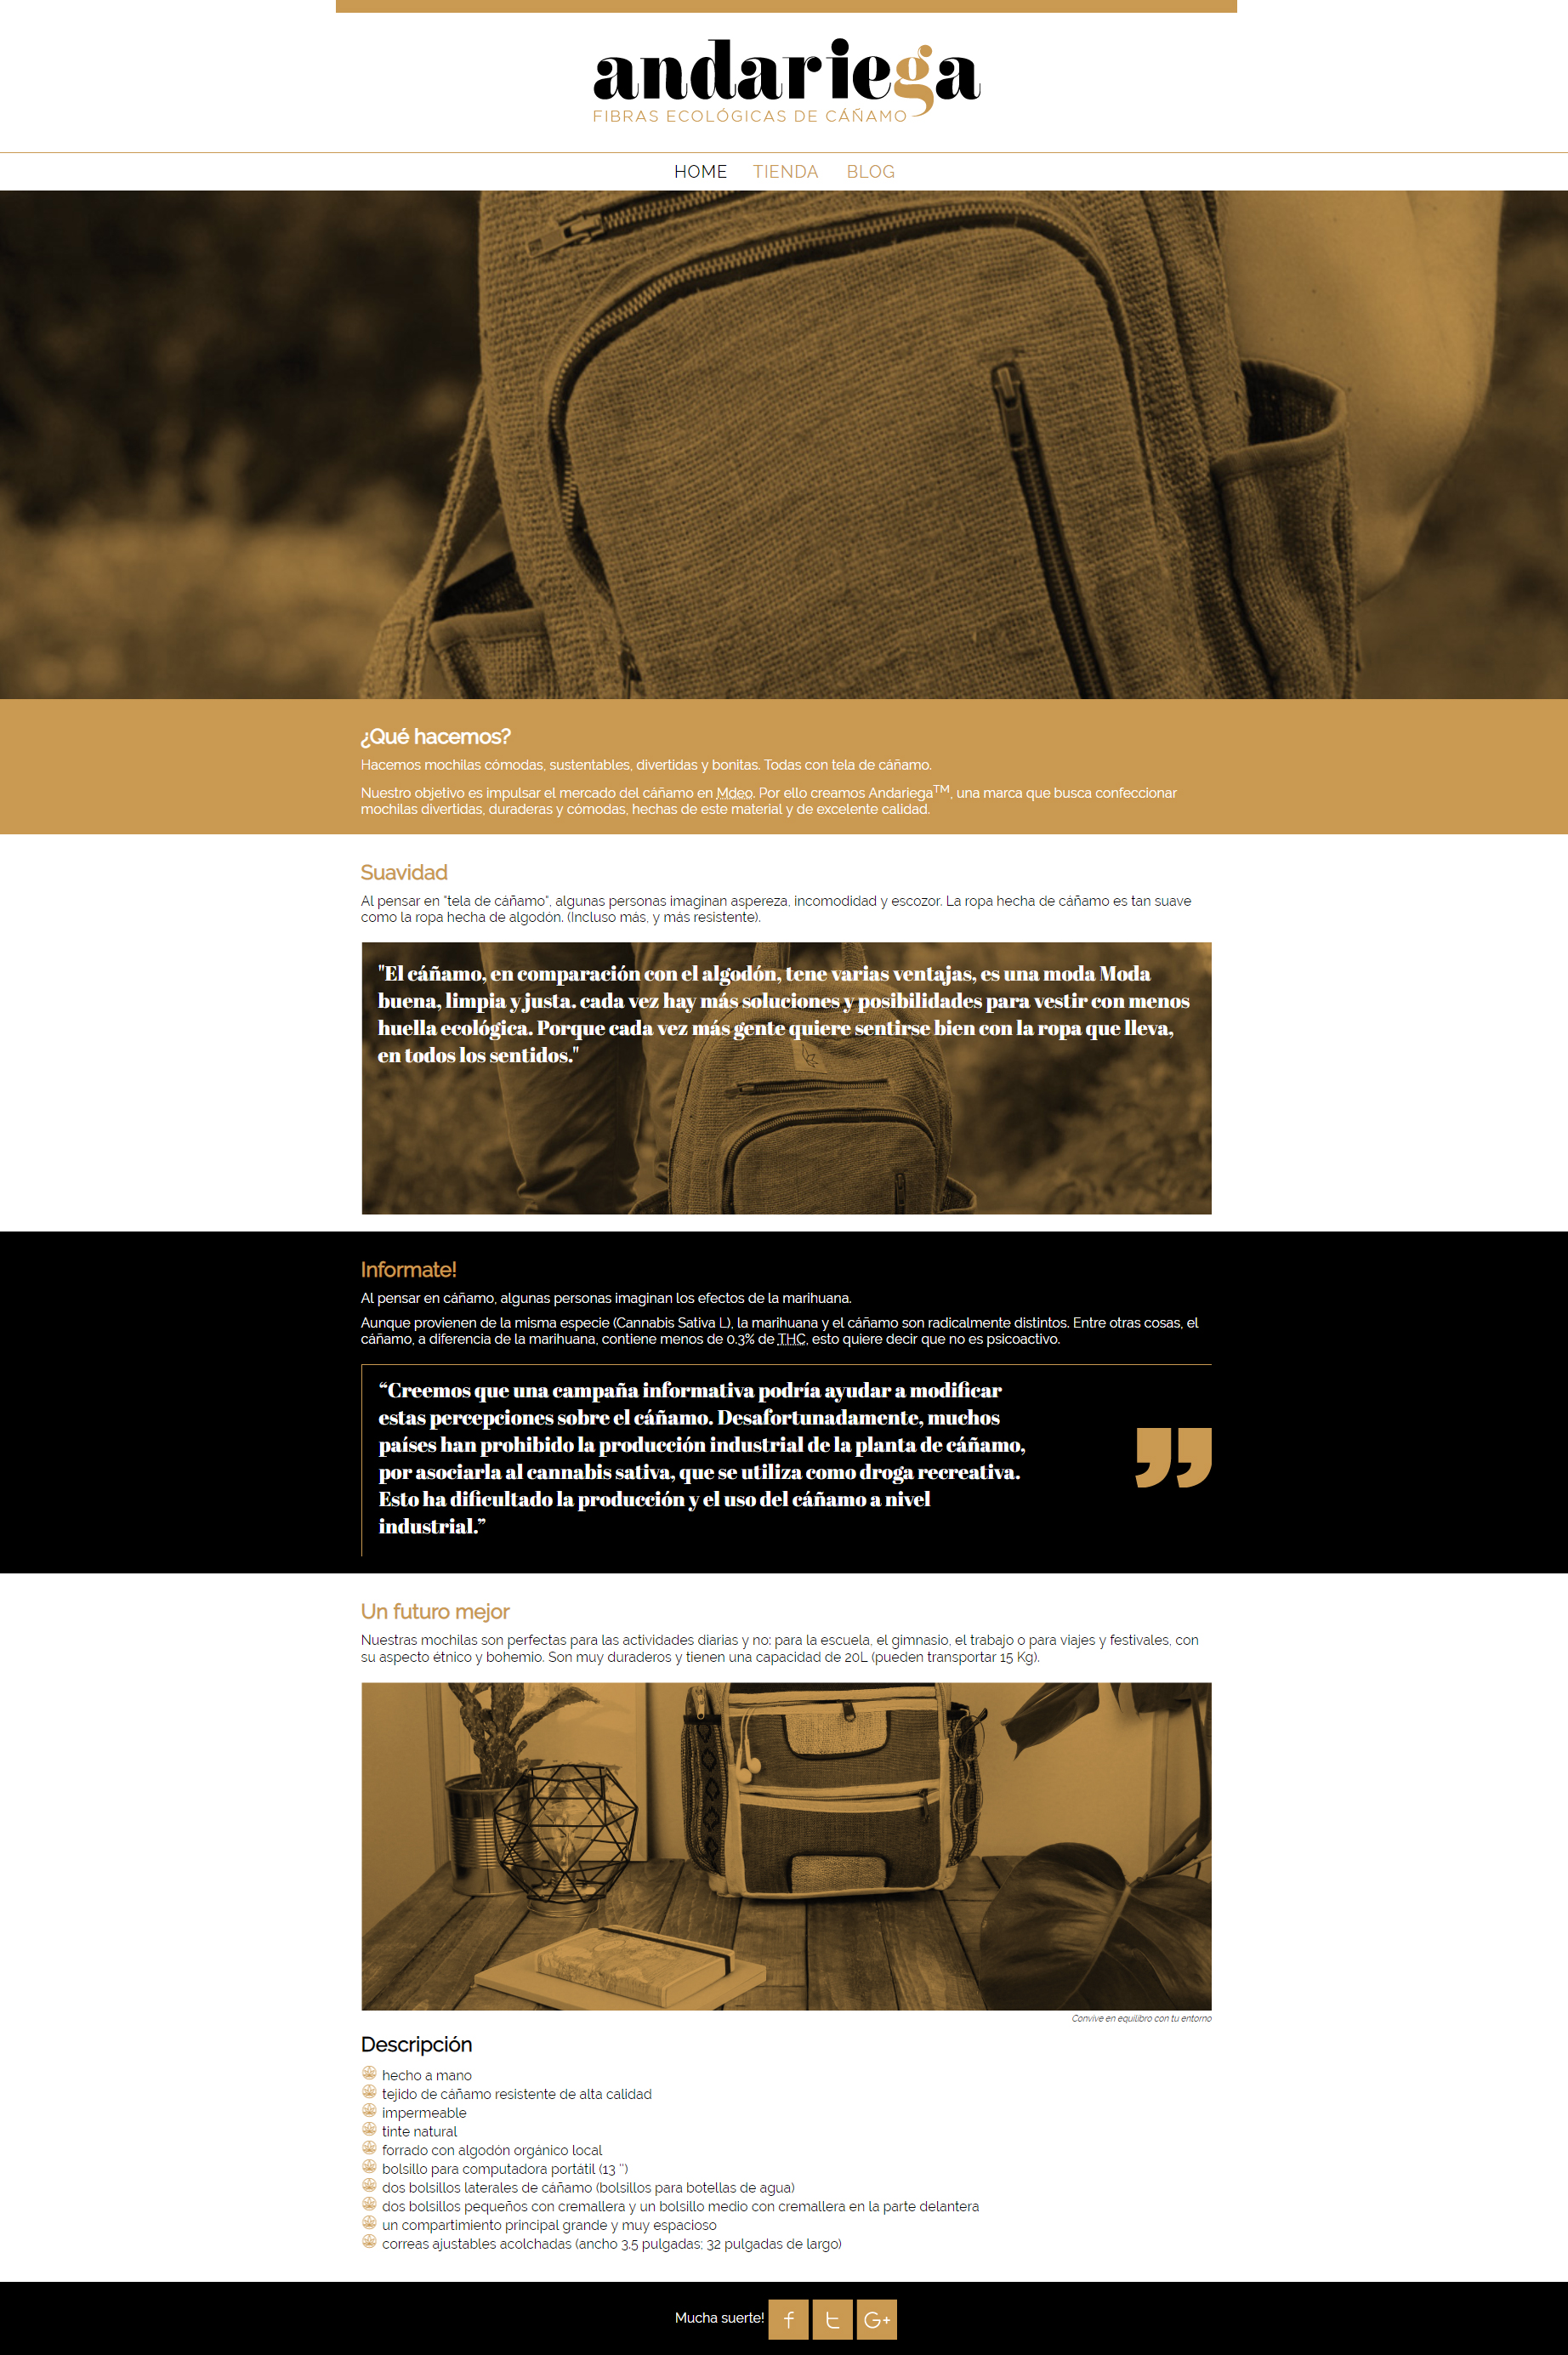 andariega
FIBRAS ECOLÓGICAS DE CÁÑAMO
HOME TIENDA BLOG
¿Qué hacemos?
Hacemos mochilas cómodas, sustentables, divertidas y bonitas. Todas con tela de cáñamo.
Nuestro objetivo es impulsar el mercado del cáñamo en Mdeo. Por ello creamos Andariega™, una marca que busca confeccionar
mochilas divertidas, duraderas y cómodas, hechas de este material y de excelente calidad.
Suavidad
Al pensar en "tela de cáñamo", algunas personas imaginan aspereza, incomodidad y escozor. La ropa hecha de cáñamo es tan suave
como la ropa hecha de algodón. (Incluso más, y más resistente).
"El cáñamo, en comparación con el algodón, tene varias ventajas, es una moda Moda
buena, limpia y justa. cada vez hay más soluciones y posibilidades para vestir con menos
huella ecológica. Porque cada vez más gente quiere sentirse bien con la ropa que lleva,
en todos los sentidos."
Informate!
Al pensar en cáñamo, algunas personas imaginan los efectos de la marihuana.
Aunque provienen de la misma especie (Cannabis Sativa L), la marihuana y el cáñamo son radicalmente distintos. Entre otras cosas, el
cáñamo, a diferencia de la marihuana, contiene menos de 0.3% de THC, esto quiere decir que no es psicoactivo.
“Creemos que una campaña informativa podría ayudar a modificar
estas percepciones sobre el cáñamo. Desafortunadamente, muchos
países han prohibido la producción industrial de la planta de cáñamo,
por asociarla al cannabis sativa, que se utiliza como droga recreativa.
Esto ha dificultado la producción y el uso del cáñamo a nivel
industrial.”
Un futuro mejor
Nuestras mochilas son perfectas para las actividades diarias y no: para la escuela, el gimnasio, el trabajo o para viajes y festivales, con
su aspecto étnico y bohemio. Son muy duraderos y tienen una capacidad de 20L (pueden transportar 15 Kg).
Convive en equilibro con tu entorno
Descripción
hecho a mano
tejido de cáñamo resistente de alta calidad
impermeable
tinte natural
forrado con algodón orgánico local
bolsillo para computadora portátil (13 ")
dos bolsillos laterales de cáñamo (bolsillos para botellas de agua)
dos bolsillos pequeños con cremallera y un bolsillo medio con cremallera en la parte delantera
un compartimiento principal grande y muy espacioso
correas ajustables acolchadas (ancho 3,5 pulgadas; 32 pulgadas de largo)
Mucha suerte! f t G+